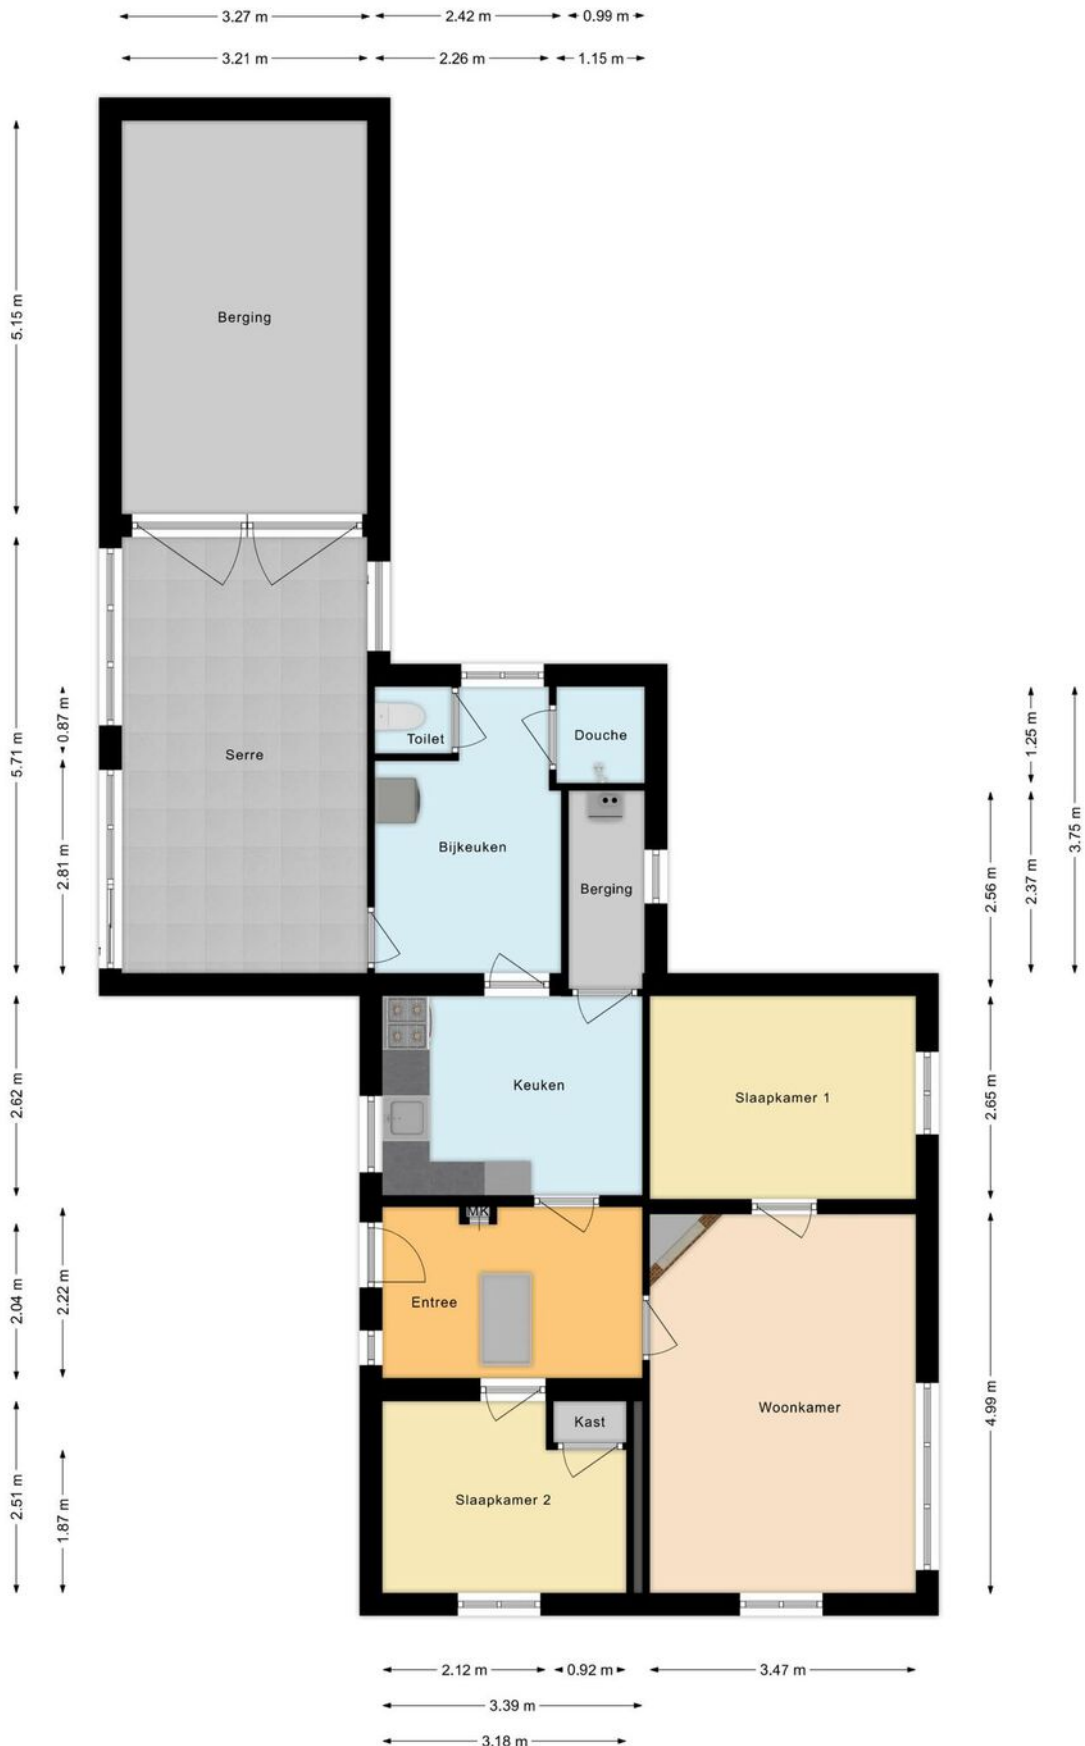 3.27 m 2.42 m 0.99 m
3.21 m 2.26 m 1.15 m
5.15 m
Berging
5.71 m
0.87 m
2.81 m
Serre
Toilet
Douche
Bijkeuken
Berging
1.25 m
3.75 m
2.56 m
2.37 m
2.62 m
Keuken
Slaapkamer 1
2.65 m
MK
2.04 m
2.22 m
Entree
Woonkamer
4.99 m
Kast
2.51 m
1.87 m
Slaapkamer 2
2.12 m 0.92 m 3.47 m
3.39 m
3.18 m